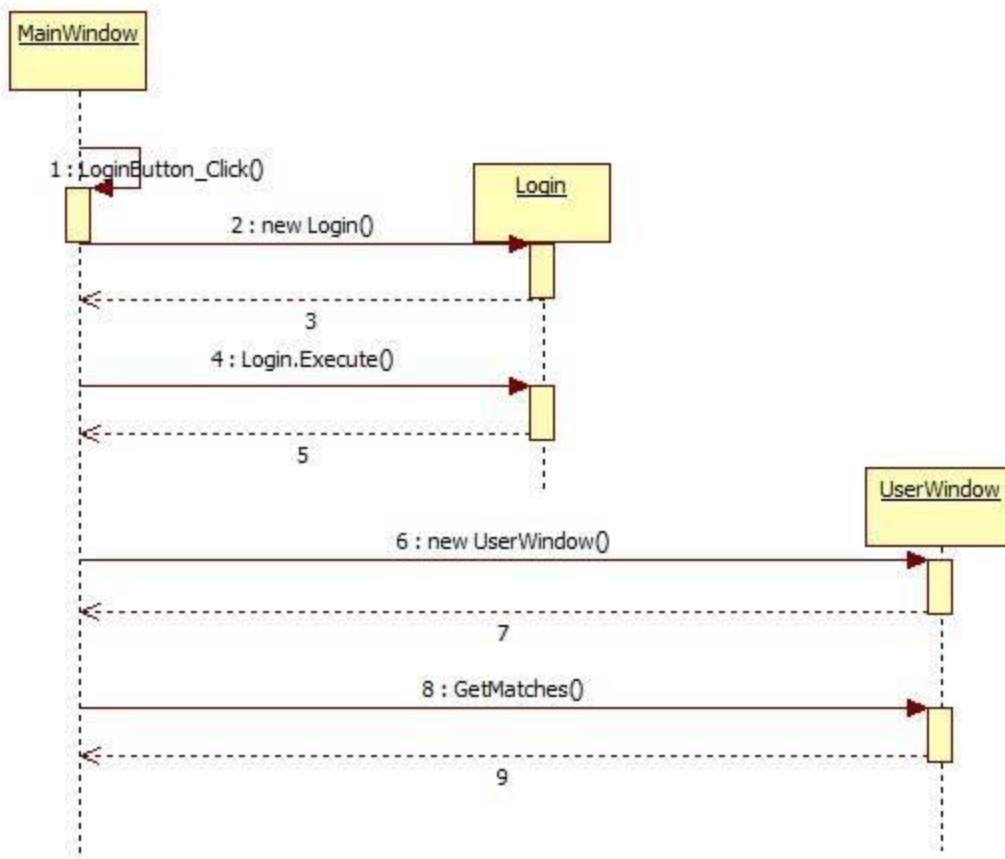 MainWindow
1 : LoginButton_Click()
Login
2 : new Login()
3
4 : Login.Execute()
5
UserWindow
6 : new UserWindow()
7
8 : GetMatches()
9